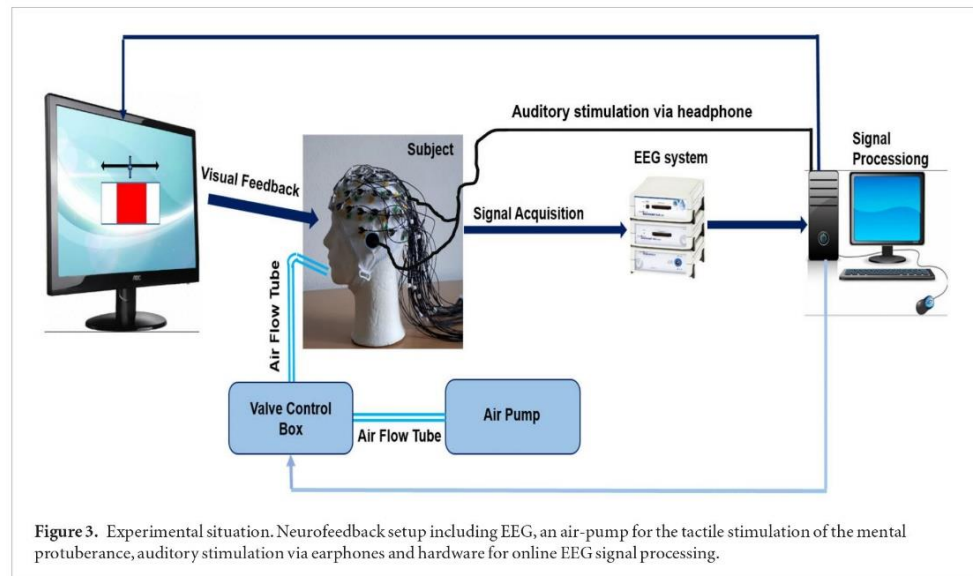 Auditory stimulation via headphone
Signal
Processiong
Subject
EEG system
Visual Feedback
Signal Acquisition
Air Flow Tube
Valve Control
Box
Air Flow Tube
Air Pump
Figure 3. Experimental situation. Neurofeedback setup including EEG, an air-pump for the tactile stimulation of the mental
protuberance, auditory stimulation via earphones and hardware for online EEG signal processing.